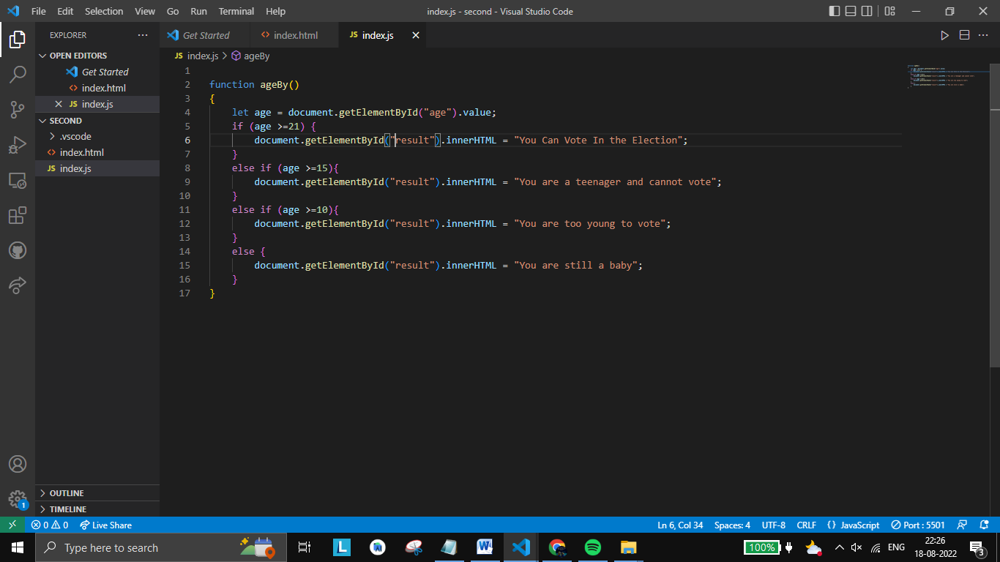 File Edit Selection View Go Run Terminal Help index.js - second - Visual Studio Code
EXPLORER Get Started index.html JS index.js
JS index.js > ageBy
OPEN EDITORS
Get Started
index.html
JS index.js
SECOND
.vscode
index.html
JS index.js
OUTLINE
TIMELINE
1
2 function ageBy()
3 {
4 let age = document.getElementById("age").value;
5 if (age >=21) {
6 document.getElementById("result").innerHTML = "You Can Vote In the Election";
7 }
8 else if (age >=15){
9 document.getElementById("result").innerHTML = "You are a teenager and cannot vote";
10 }
11 else if (age >=10){
12 document.getElementById("result").innerHTML = "You are too young to vote";
13 }
14 else {
15 document.getElementById("result").innerHTML = "You are still a baby";
16 }
17 }
1
0 0 Live Share Ln 6, Col 34 Spaces: 4 UTF-8 CRLF {} JavaScript Port : 5501
Type here to search L W 100% ENG 22:26
18-08-2022 3